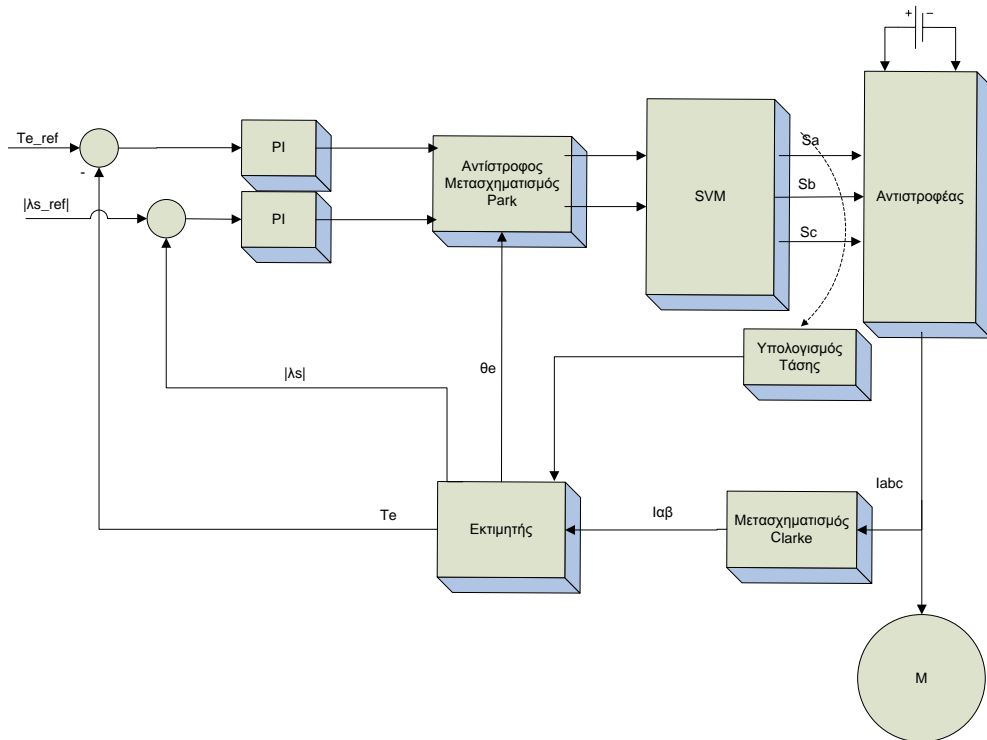 + −
Te_ref
-
PI
|λs_ref|
PI
Αντίστροφος
Μετασχηματισμός
Park
SVM
Sa
Sb
Sc
Αντιστροφέας
Υπολογισμός
Τάσης
|λs|
θe
Te
Εκτιμητής
Iαβ
Μετασχηματισμός
Clarke
Iabc
M